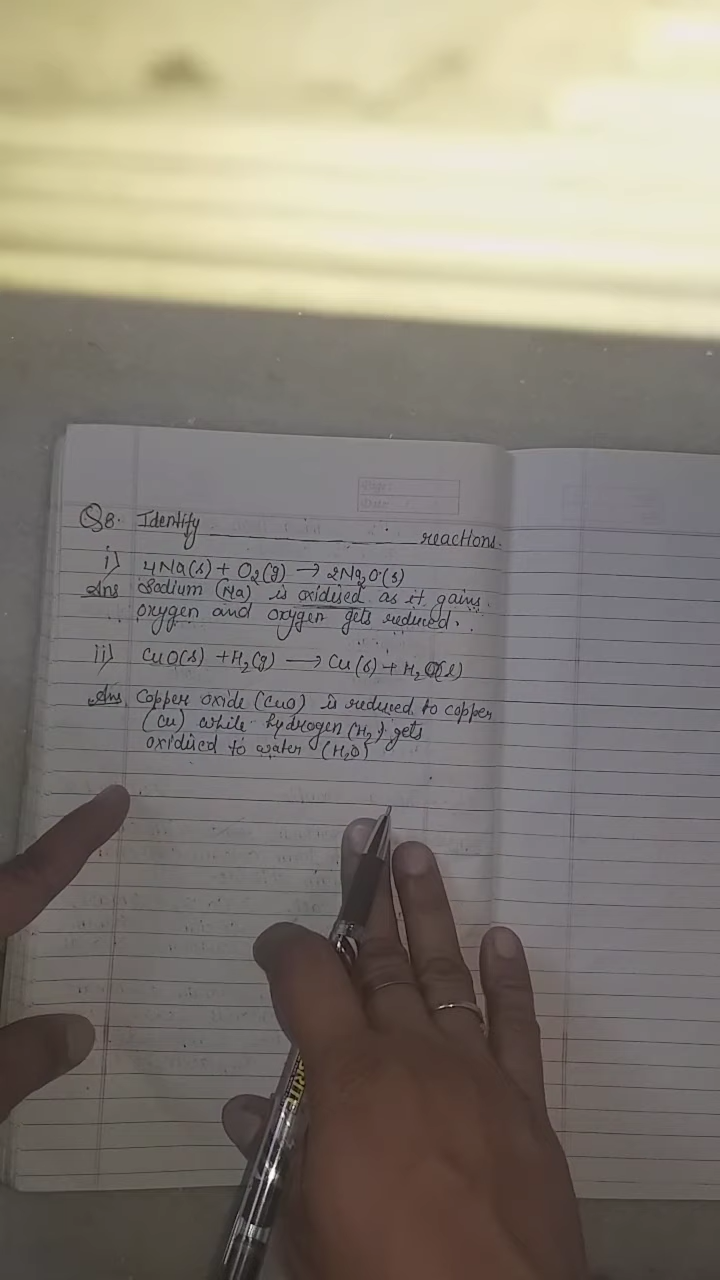 Q8. Identify ______________ reactions.
i) 4Na(s) + O₂(g) → 2Na₂O(s)
Ans Sodium (Na) is oxidised as it gains
oxygen and oxygen gets reduced.
ii) CuO(s) + H₂(g) → Cu(s) + H₂O(l)
Ans Copper oxide (CuO) is reduced to copper
(Cu) while hydrogen (H₂) gets
oxidised to water (H₂O)